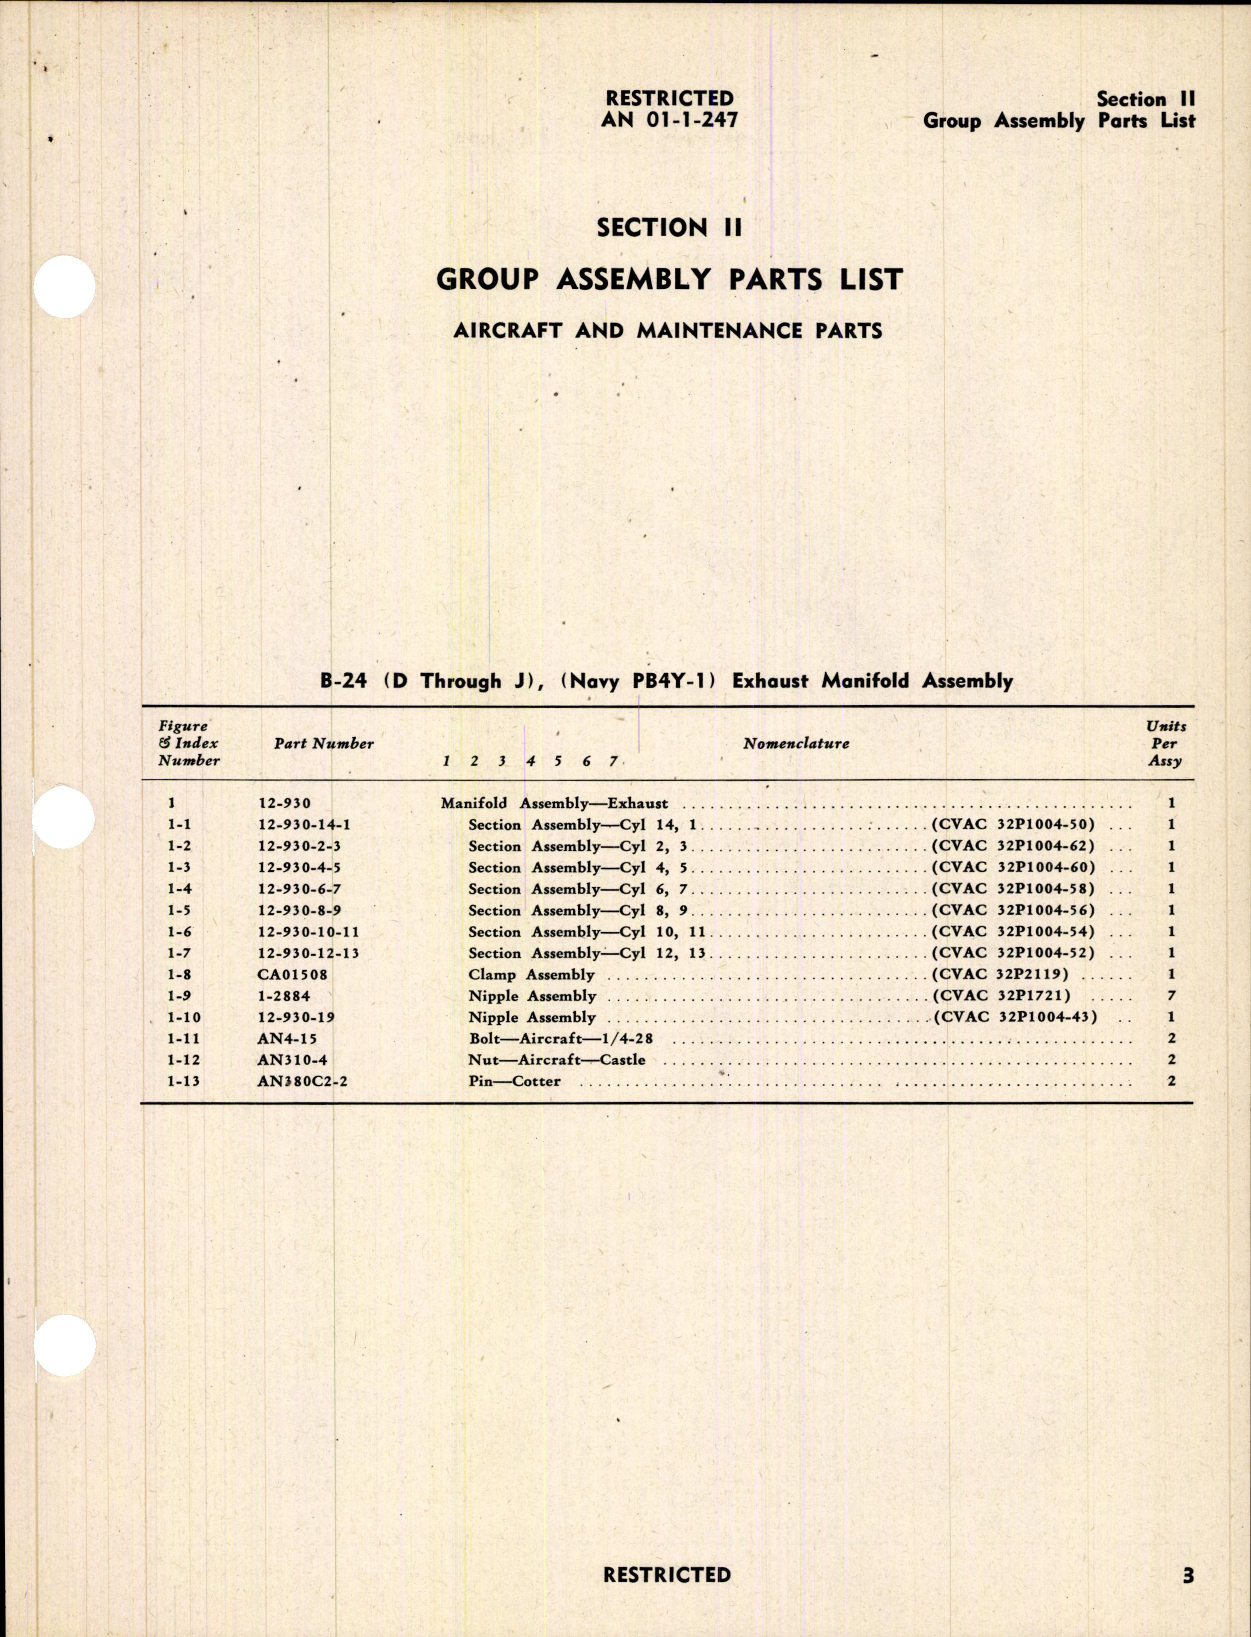 RESTRICTED
AN 01-1-247
Section II
Group Assembly Parts List
SECTION II
GROUP ASSEMBLY PARTS LIST
AIRCRAFT AND MAINTENANCE PARTS
B-24 (D Through J), (Navy PB4Y-1) Exhaust Manifold Assembly
Figure & Index Number Part Number 1 2 3 4 5 6 7 Nomenclature Units Per Assy
1 12-930 Manifold Assembly—Exhaust ........ 1
1-1 12-930-14-1 Section Assembly—Cyl 14, 1 ........ (CVAC 32P1004-50) ... 1
1-2 12-930-2-3 Section Assembly—Cyl 2, 3 ........ (CVAC 32P1004-62) ... 1
1-3 12-930-4-5 Section Assembly—Cyl 4, 5 ........ (CVAC 32P1004-60) ... 1
1-4 12-930-6-7 Section Assembly—Cyl 6, 7 ........ (CVAC 32P1004-58) ... 1
1-5 12-930-8-9 Section Assembly—Cyl 8, 9 ........ (CVAC 32P1004-56) ... 1
1-6 12-930-10-11 Section Assembly—Cyl 10, 11 ........ (CVAC 32P1004-54) ... 1
1-7 12-930-12-13 Section Assembly—Cyl 12, 13 ........ (CVAC 32P1004-52) ... 1
1-8 CA01508 Clamp Assembly ........ (CVAC 32P2119) ...... 1
1-9 1-2884 Nipple Assembly ........ (CVAC 32P1721) ..... 7
1-10 12-930-19 Nipple Assembly ........ (CVAC 32P1004-43) .. 1
1-11 AN4-15 Bolt—Aircraft—1/4-28 ........ 2
1-12 AN310-4 Nut—Aircraft—Castle ........ 2
1-13 AN380C2-2 Pin—Cotter ........ 2
RESTRICTED
3